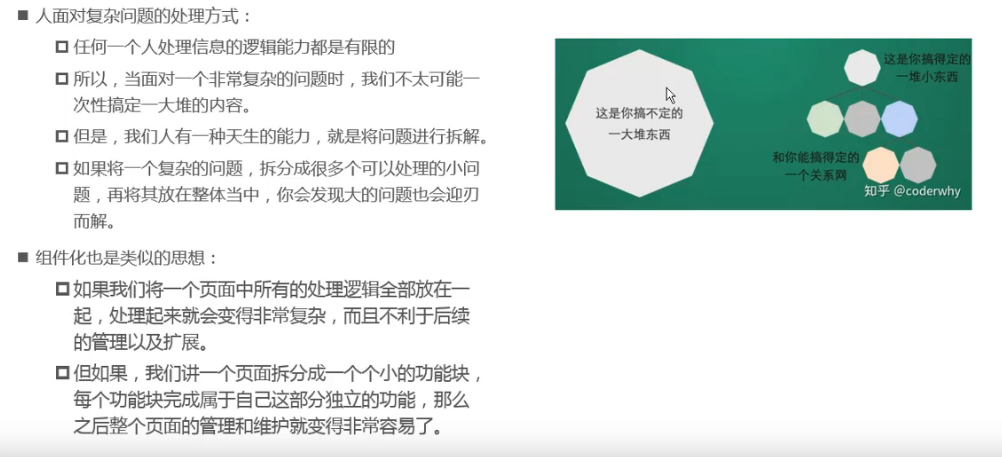 人面对复杂问题的处理方式：
任何一个人处理信息的逻辑能力都是有限的
所以，当面对一个非常复杂的问题时，我们不太可能一
次性搞定一大堆的内容。
但是，我们人有一种天生的能力，就是将问题进行拆解。
如果将一个复杂的问题，拆分成很多个可以处理的小问
题，再将其放在整体当中，你会发现大的问题也会迎刃
而解。
组件化也是类似的思想：
如果我们将一个页面中所有的处理逻辑全部放在一
起，处理起来就会变得非常复杂，而且不利于后续
的管理以及扩展。
但如果，我们讲一个页面拆分成一个个小的功能块，
每个功能块完成属于自己这部分独立的功能，那么
之后整个页面的管理和维护就变得非常容易了。
这是你搞不定的
一大堆东西
这是你搞得定的
一堆小东西
和你能搞得定的
一个关系网
知乎 @coderwhy